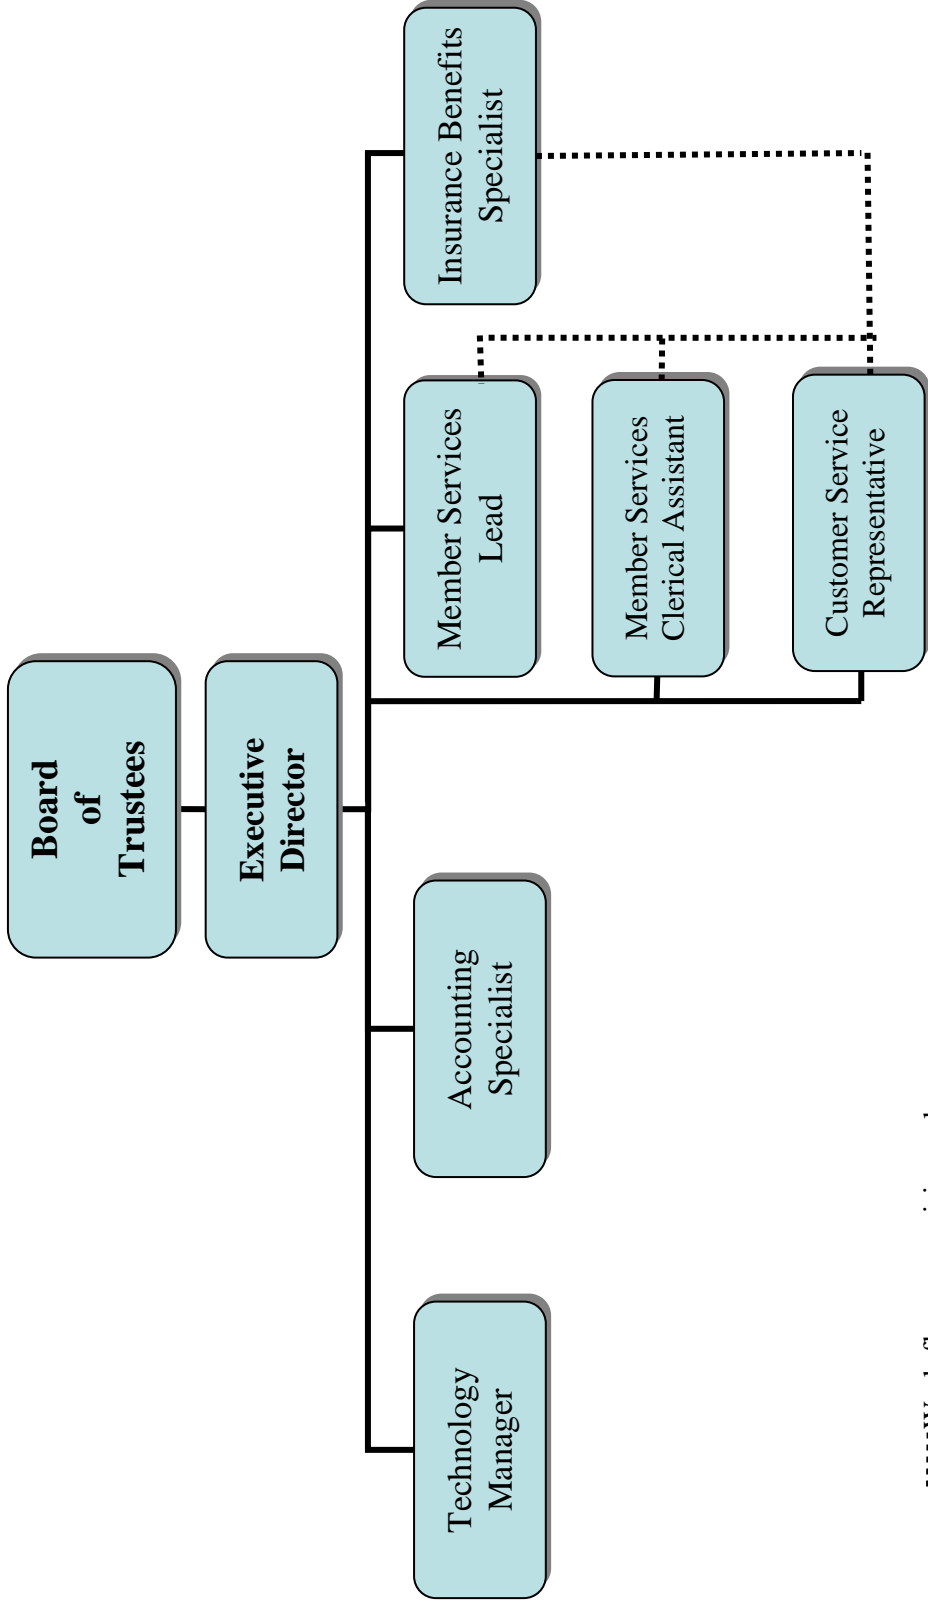 Board
of
Trustees
Executive
Director
Technology
Manager
Accounting
Specialist
Member Services
Lead
Insurance Benefits
Specialist
Member Services
Clerical Assistant
Customer Service
Representative